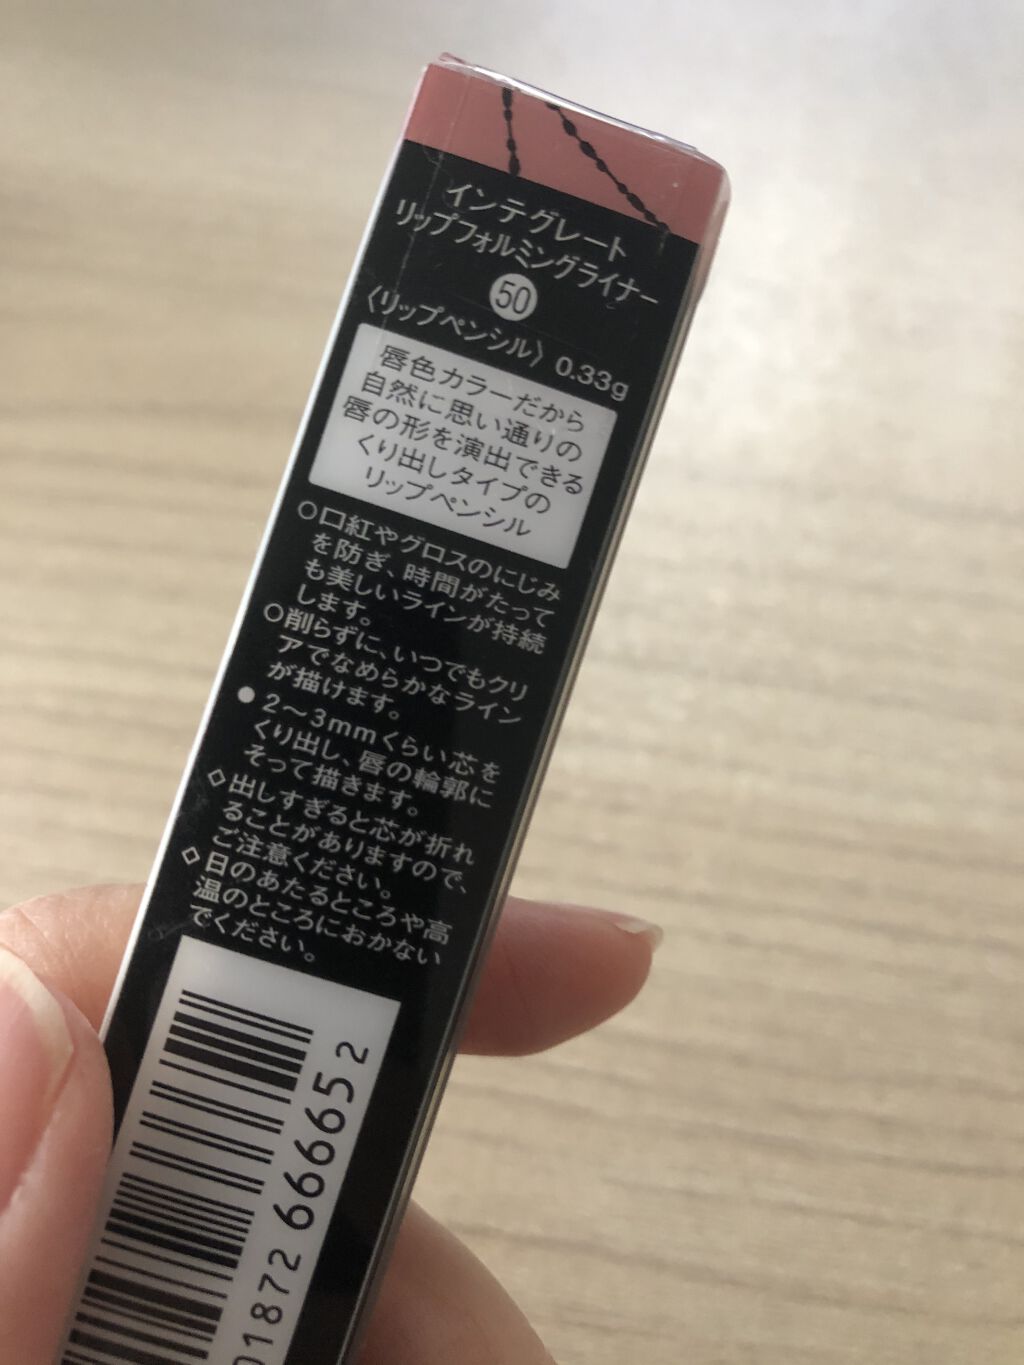 インテグレート
リップフォルミングライナー
50
〈リップペンシル〉 0.33g
唇色カラーだから
自然に思い通りの
唇の形を演出できる
くり出しタイプの
リップペンシル
○口紅やグロスのにじみ
を防ぎ、時間がたって
も美しいラインが持続
します。
○削らずに、いつでもクリ
アでなめらかなライン
が描けます。
●2〜3mmくらい芯を
くり出し、唇の輪郭に
そって描きます。
◇出しすぎると芯が折れ
ることがありますので、
ご注意ください。
◇日のあたるところや高
温のところにおかない
でください。
01872 66665 2